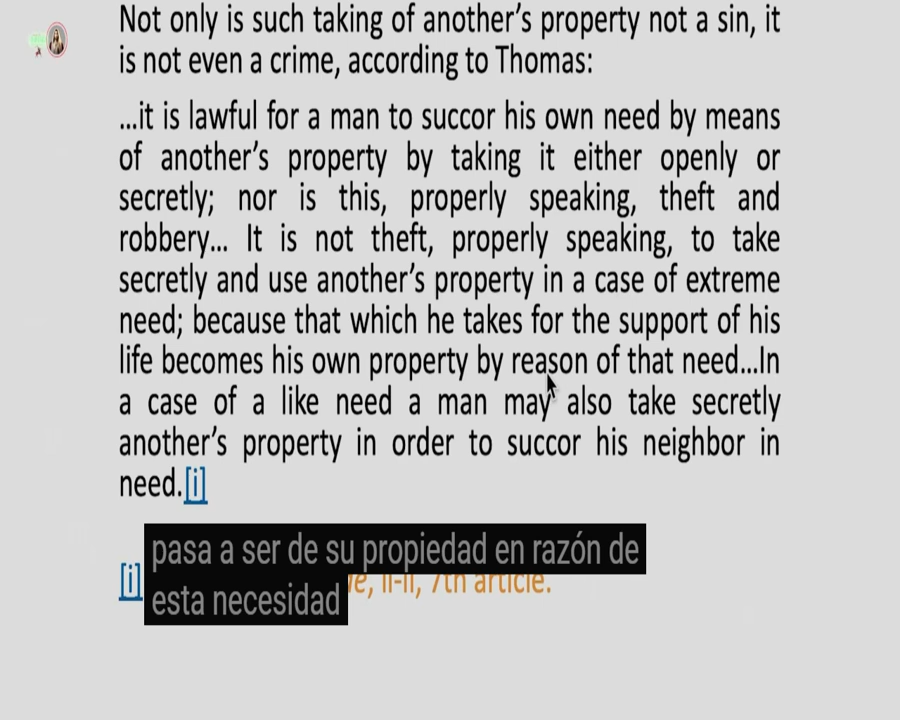 Not only is such taking of another’s property not a sin, it
is not even a crime, according to Thomas:
…it is lawful for a man to succor his own need by means
of another’s property by taking it either openly or
secretly; nor is this, properly speaking, theft and
robbery… It is not theft, properly speaking, to take
secretly and use another’s property in a case of extreme
need; because that which he takes for the support of his
life becomes his own property by reason of that need…In
a case of a like need a man may also take secretly
another’s property in order to succor his neighbor in
need.[i]
pasa a ser de su propiedad en razón de
esta necesidad
[i] II-II, 7th article.